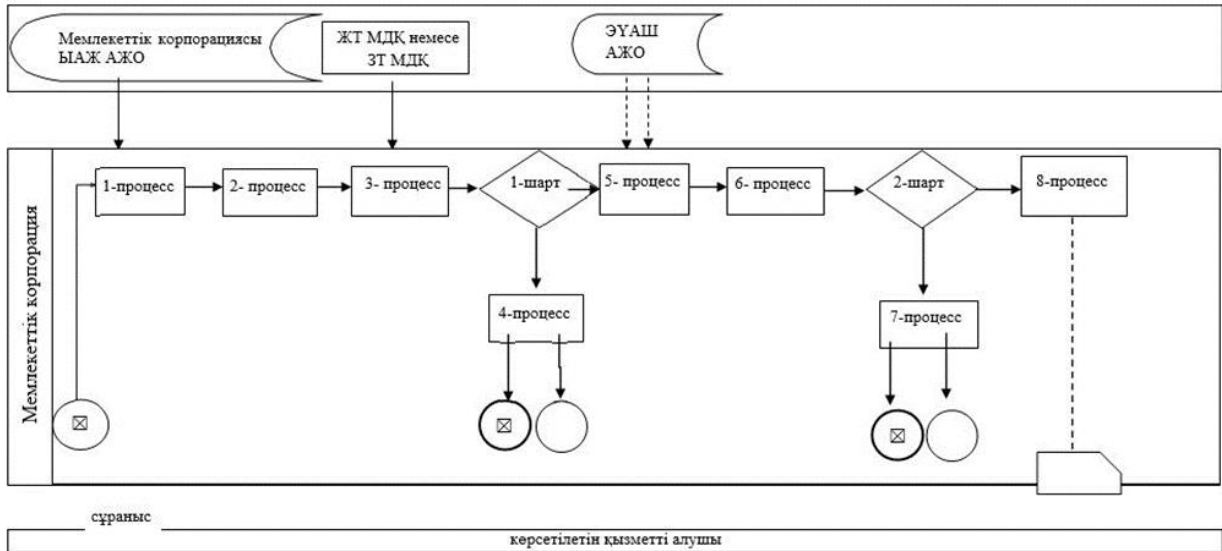 Мемлекеттік корпорациясы
ЫАЖ АЖО
ЖТ МДҚ немесе
ЗТ МДҚ
ЭҮАШ
АЖО
Мемлекеттік корпорация
1-процесс
2- процесс
3- процесс
1-шарт
5- процесс
6- процесс
2-шарт
8-процесс
4-процесс
7-процесс
сұраныс
көрсетілетін қызметті алушы